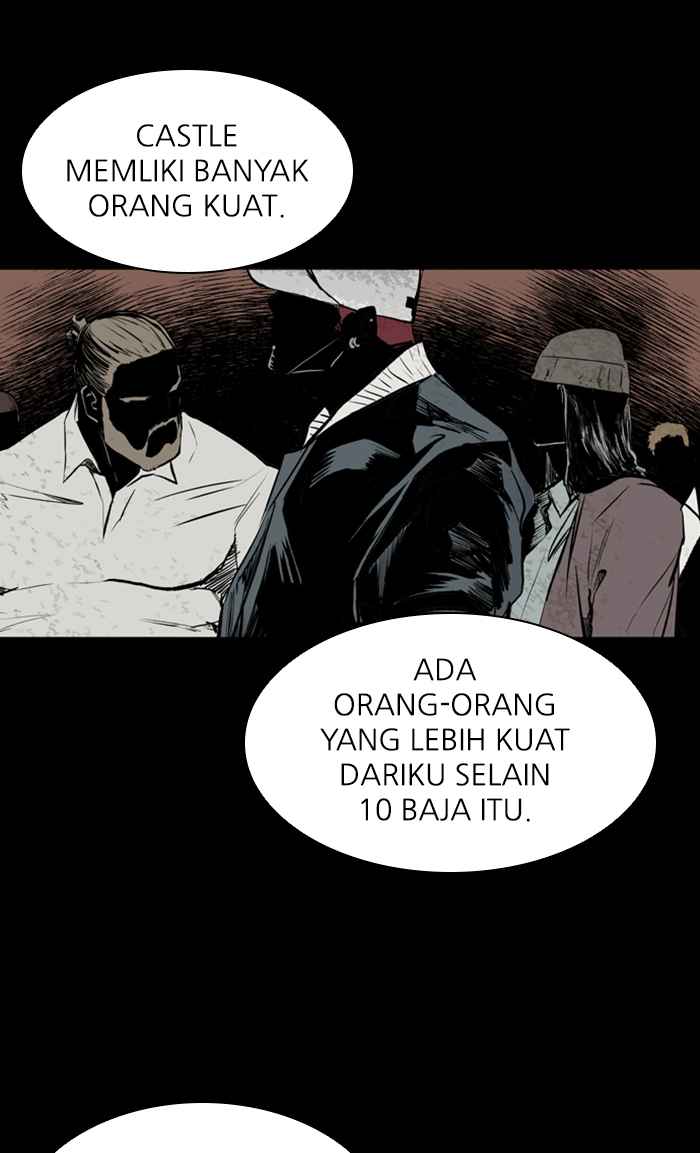 CASTLE
MEMLIKI BANYAK
ORANG KUAT.
ADA
ORANG-ORANG
YANG LEBIH KUAT
DARIKU SELAIN
10 BAJA ITU.